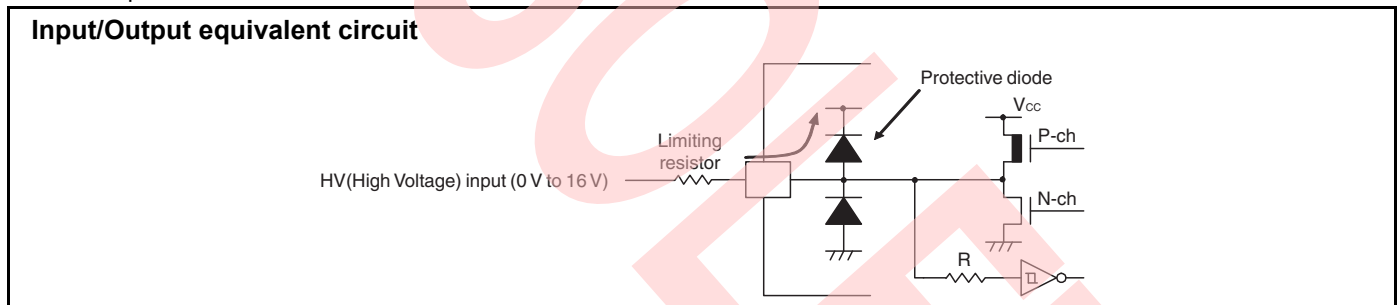 Input/Output equivalent circuit
Protective diode
Vcc
P-ch
Limiting
resistor
HV(High Voltage) input (0 V to 16 V)
N-ch
R